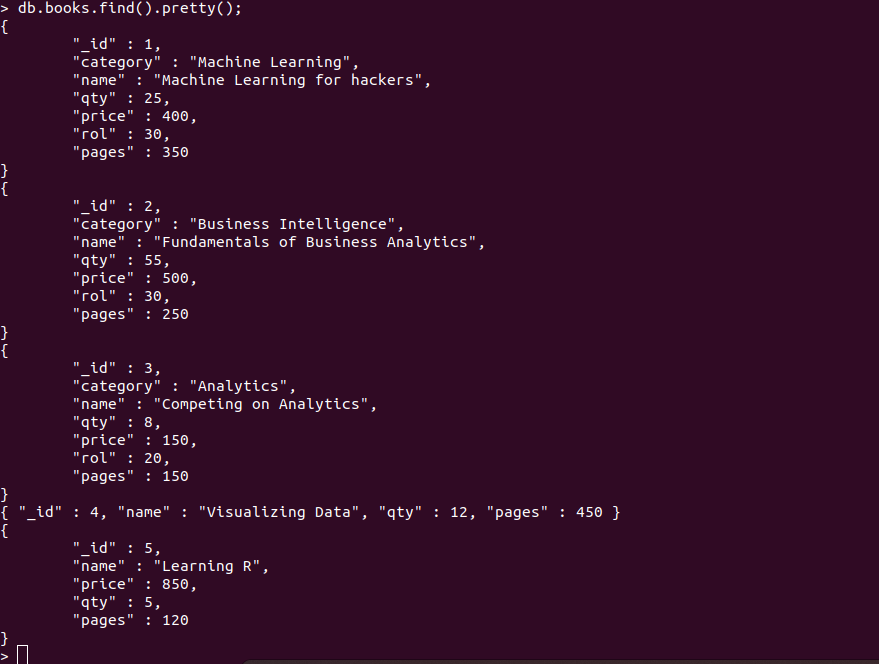 > db.books.find().pretty();
{
        "_id" : 1,
        "category" : "Machine Learning",
        "name" : "Machine Learning for hackers",
        "qty" : 25,
        "price" : 400,
        "rol" : 30,
        "pages" : 350
}
{
        "_id" : 2,
        "category" : "Business Intelligence",
        "name" : "Fundamentals of Business Analytics",
        "qty" : 55,
        "price" : 500,
        "rol" : 30,
        "pages" : 250
}
{
        "_id" : 3,
        "category" : "Analytics",
        "name" : "Competing on Analytics",
        "qty" : 8,
        "price" : 150,
        "rol" : 20,
        "pages" : 150
}
{ "_id" : 4, "name" : "Visualizing Data", "qty" : 12, "pages" : 450 }
{
        "_id" : 5,
        "name" : "Learning R",
        "price" : 850,
        "qty" : 5,
        "pages" : 120
}
>